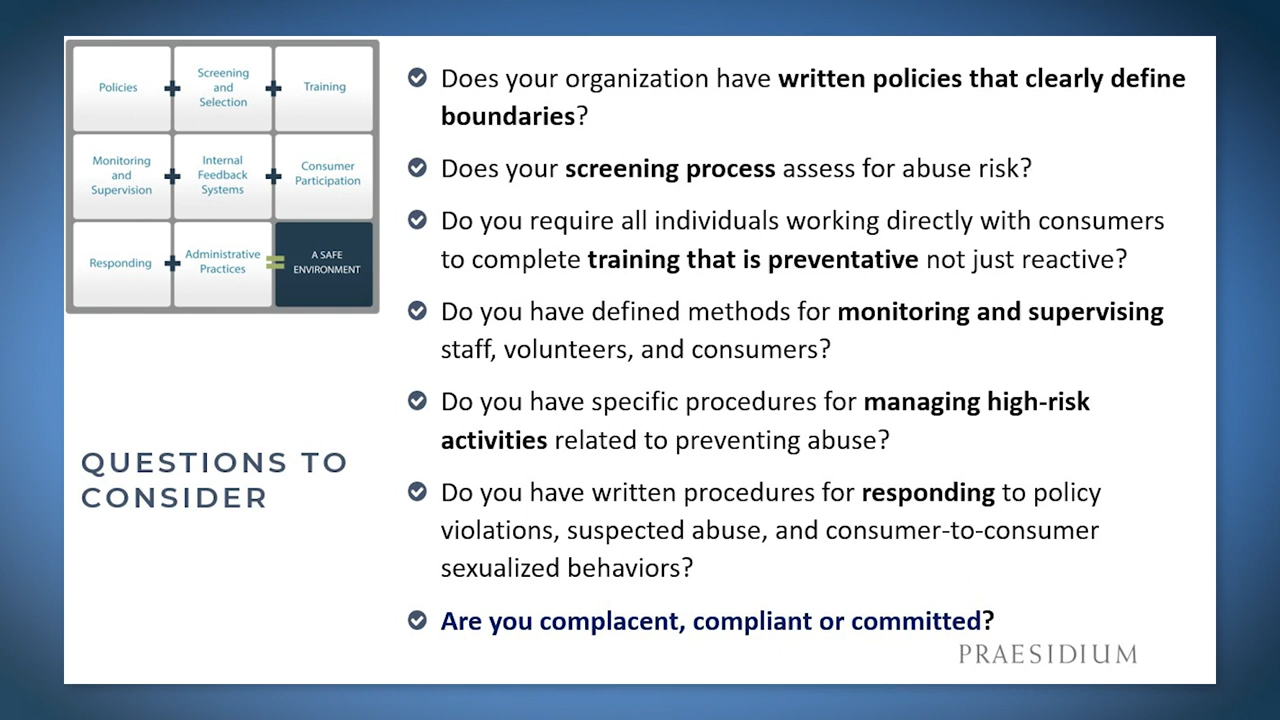 Policies
Screening
and
Selection
Training
Monitoring
and
Supervision
Internal
Feedback
Systems
Consumer
Participation
Responding
Administrative
Practices
A SAFE
ENVIRONMENT
QUESTIONS TO
CONSIDER
Does your organization have written policies that clearly define
boundaries?
Does your screening process assess for abuse risk?
Do you require all individuals working directly with consumers
to complete training that is preventative not just reactive?
Do you have defined methods for monitoring and supervising
staff, volunteers, and consumers?
Do you have specific procedures for managing high-risk
activities related to preventing abuse?
Do you have written procedures for responding to policy
violations, suspected abuse, and consumer-to-consumer
sexualized behaviors?
Are you complacent, compliant or committed?
PRAESIDIUM